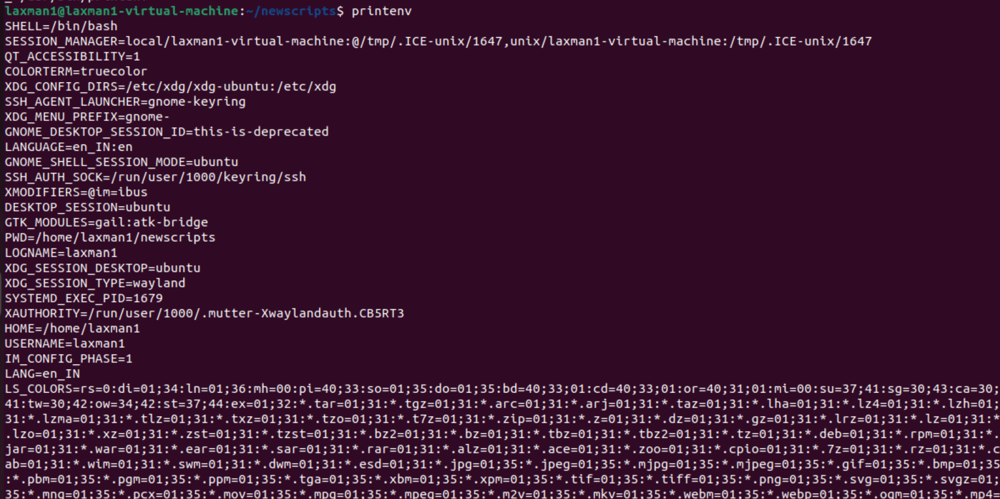 laxman1@laxman1-virtual-machine:~/newscripts$ printenv
SHELL=/bin/bash
SESSION_MANAGER=local/laxman1-virtual-machine:@/tmp/.ICE-unix/1647,unix/laxman1-virtual-machine:/tmp/.ICE-unix/1647
QT_ACCESSIBILITY=1
COLORTERM=truecolor
XDG_CONFIG_DIRS=/etc/xdg/xdg-ubuntu:/etc/xdg
SSH_AGENT_LAUNCHER=gnome-keyring
XDG_MENU_PREFIX=gnome-
GNOME_DESKTOP_SESSION_ID=this-is-deprecated
LANGUAGE=en_IN:en
GNOME_SHELL_SESSION_MODE=ubuntu
SSH_AUTH_SOCK=/run/user/1000/keyring/ssh
XMODIFIERS=@im=ibus
DESKTOP_SESSION=ubuntu
GTK_MODULES=gail:atk-bridge
PWD=/home/laxman1/newscripts
LOGNAME=laxman1
XDG_SESSION_DESKTOP=ubuntu
XDG_SESSION_TYPE=wayland
SYSTEMD_EXEC_PID=1679
XAUTHORITY=/run/user/1000/.mutter-Xwaylandauth.CB5RT3
HOME=/home/laxman1
USERNAME=laxman1
IM_CONFIG_PHASE=1
LANG=en_IN
LS_COLORS=rs=0:di=01;34:ln=01;36:mh=00:pi=40;33:so=01;35:do=01;35:bd=40;33;01:cd=40;33;01:or=40;31;01:mi=00:su=37;41:sg=30;43:ca=30;
41:tw=30;42:ow=34;42:st=37;44:ex=01;32:*.tar=01;31:*.tgz=01;31:*.arc=01;31:*.arj=01;31:*.taz=01;31:*.lha=01;31:*.lz4=01;31:*.lzh=01;
31:*.lzma=01;31:*.tlz=01;31:*.txz=01;31:*.tzo=01;31:*.t7z=01;31:*.zip=01;31:*.z=01;31:*.dz=01;31:*.gz=01;31:*.lrz=01;31:*.lz=01;31:*
.lzo=01;31:*.xz=01;31:*.zst=01;31:*.tzst=01;31:*.bz2=01;31:*.bz=01;31:*.tbz=01;31:*.tbz2=01;31:*.tz=01;31:*.deb=01;31:*.rpm=01;31:*.
jar=01;31:*.war=01;31:*.ear=01;31:*.sar=01;31:*.rar=01;31:*.alz=01;31:*.ace=01;31:*.zoo=01;31:*.cpio=01;31:*.7z=01;31:*.rz=01;31:*.c
ab=01;31:*.wim=01;31:*.swm=01;31:*.dwm=01;31:*.esd=01;31:*.jpg=01;35:*.jpeg=01;35:*.mjpg=01;35:*.mjpeg=01;35:*.gif=01;35:*.bmp=01;35
:*.pbm=01;35:*.pgm=01;35:*.ppm=01;35:*.tga=01;35:*.xbm=01;35:*.xpm=01;35:*.tif=01;35:*.tiff=01;35:*.png=01;35:*.svg=01;35:*.svgz=01;
35:*.mng=01;35:*.pcx=01;35:*.mov=01;35:*.mpg=01;35:*.mpeg=01;35:*.m2v=01;35:*.mkv=01;35:*.webm=01;35:*.webp=01;35:*.ogm=01;35:*.mp4=